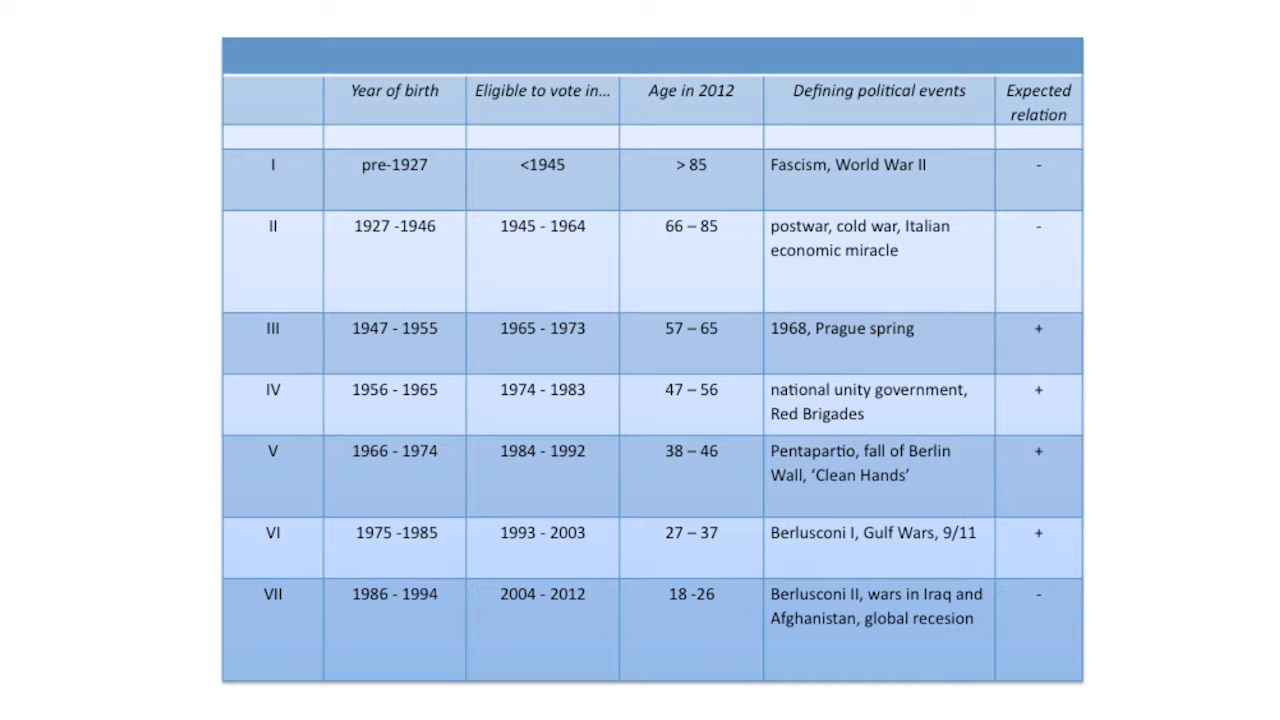 Year of birth Eligible to vote in... Age in 2012 Defining political events Expected
relation
I pre-1927 <1945 > 85 Fascism, World War II -
II 1927 -1946 1945 - 1964 66 – 85 postwar, cold war, Italian -
economic miracle
III 1947 - 1955 1965 - 1973 57 – 65 1968, Prague spring +
IV 1956 - 1965 1974 - 1983 47 – 56 national unity government, +
Red Brigades
V 1966 - 1974 1984 - 1992 38 – 46 Pentapartio, fall of Berlin +
Wall, ‘Clean Hands’
VI 1975 -1985 1993 - 2003 27 – 37 Berlusconi I, Gulf Wars, 9/11 +
VII 1986 - 1994 2004 - 2012 18 -26 Berlusconi II, wars in Iraq and -
Afghanistan, global recesion